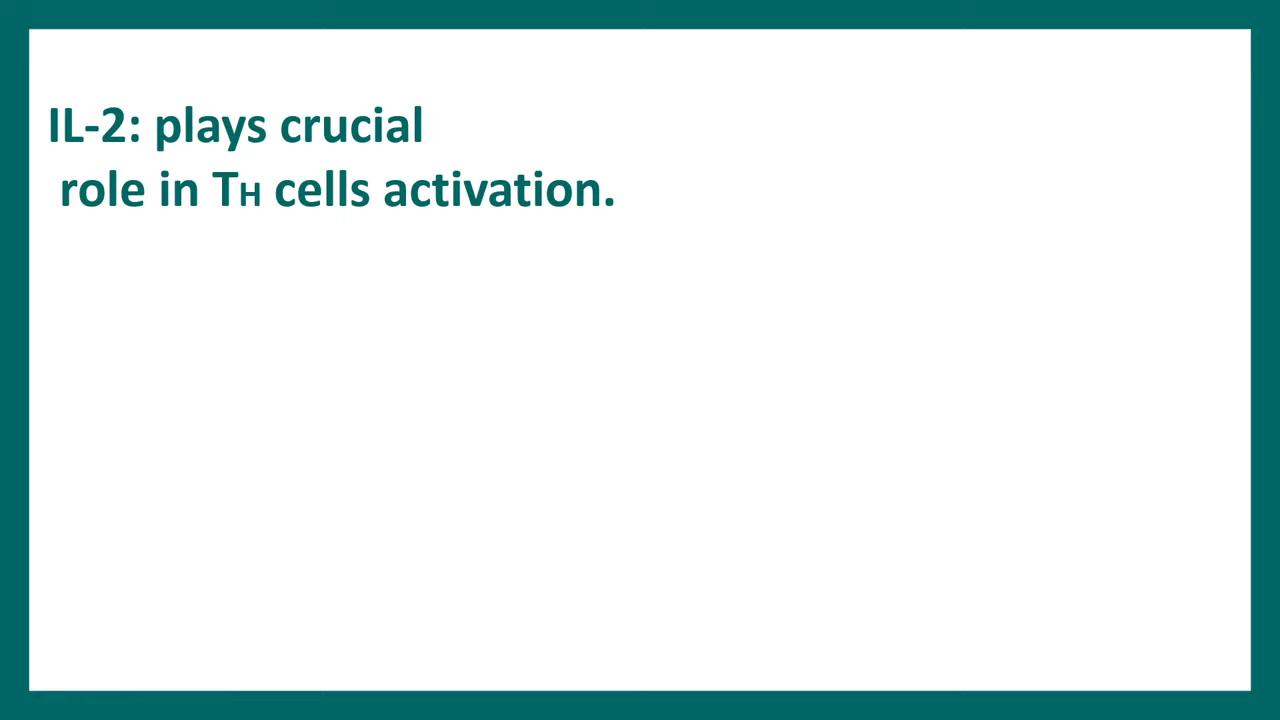 IL-2: plays crucial
role in TH cells activation.